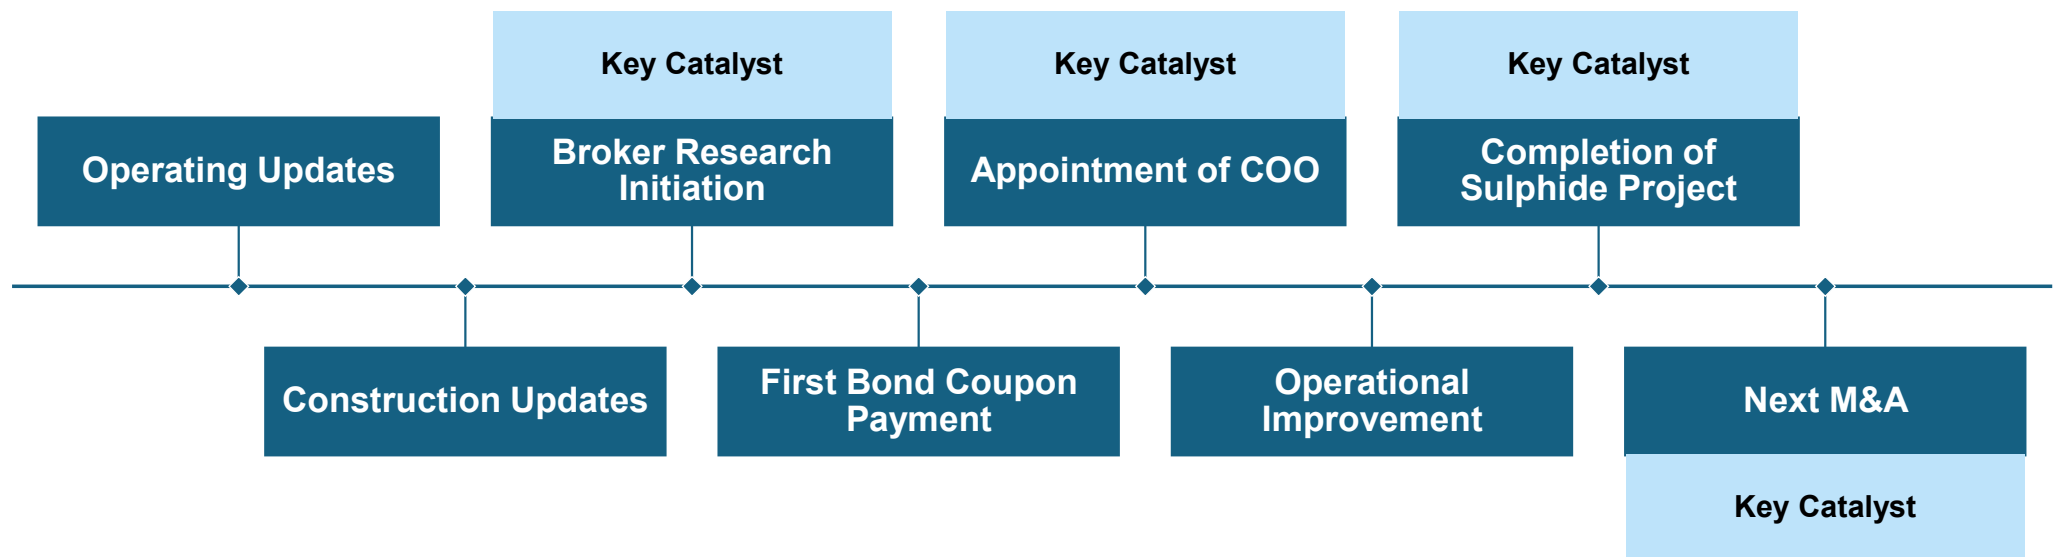 Key Catalyst
Key Catalyst
Key Catalyst
Operating Updates
Broker Research
Initiation
Appointment of COO
Completion of
Sulphide Project
Construction Updates
First Bond Coupon
Payment
Operational
Improvement
Next M&A
Key Catalyst